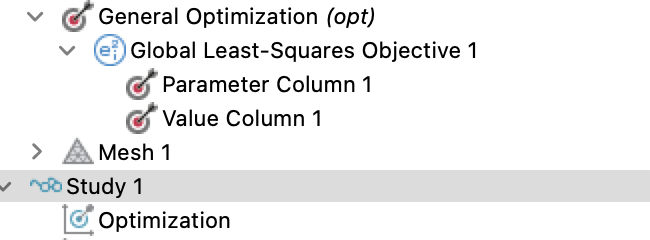 General Optimization (opt)
Global Least-Squares Objective 1
Parameter Column 1
Value Column 1
Mesh 1
Study 1
Optimization